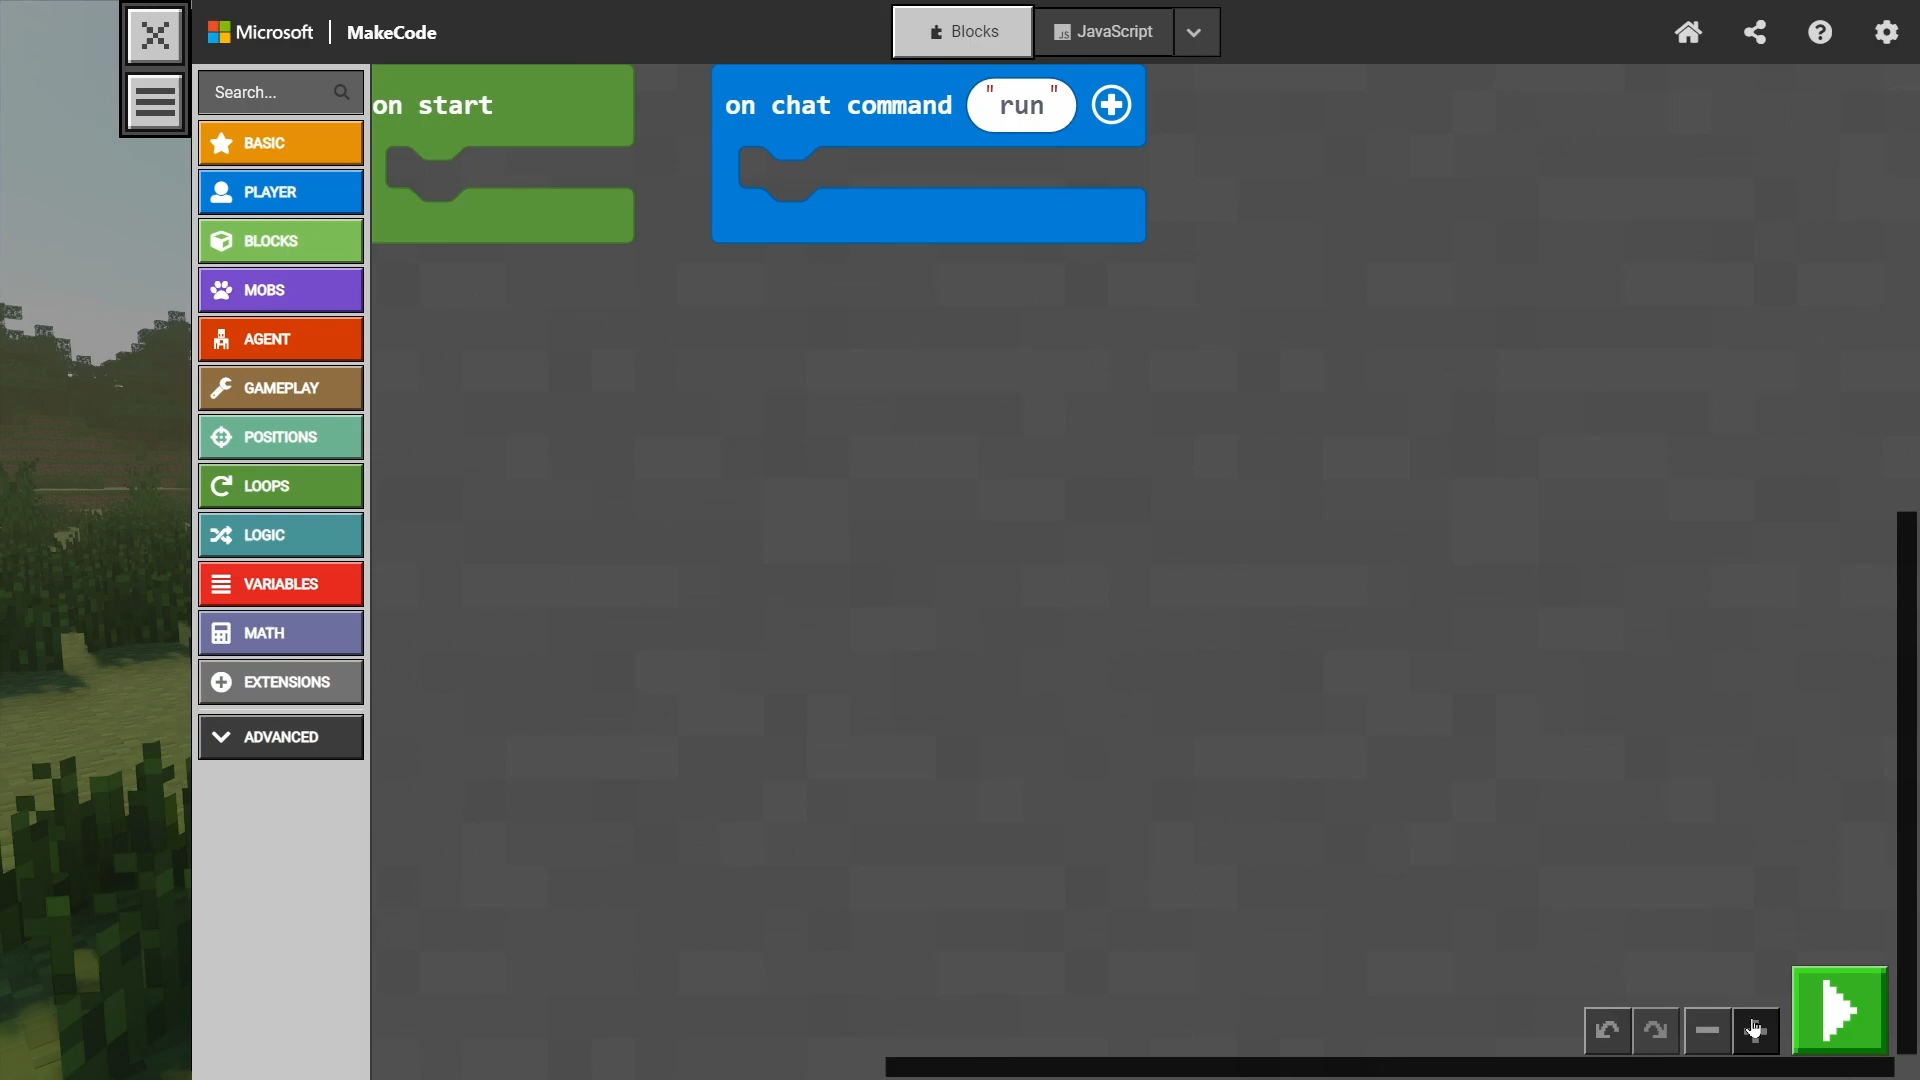 Microsoft | MakeCode
Blocks
JavaScript
Search...
BASIC
PLAYER
BLOCKS
MOBS
AGENT
GAMEPLAY
POSITIONS
LOOPS
LOGIC
VARIABLES
MATH
EXTENSIONS
ADVANCED
on start
on chat command "run"